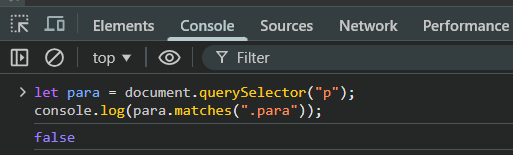 Elements Console Sources Network Performance
top ▼ Filter
> let para = document.querySelector("p");
console.log(para.matches(".para"));
false